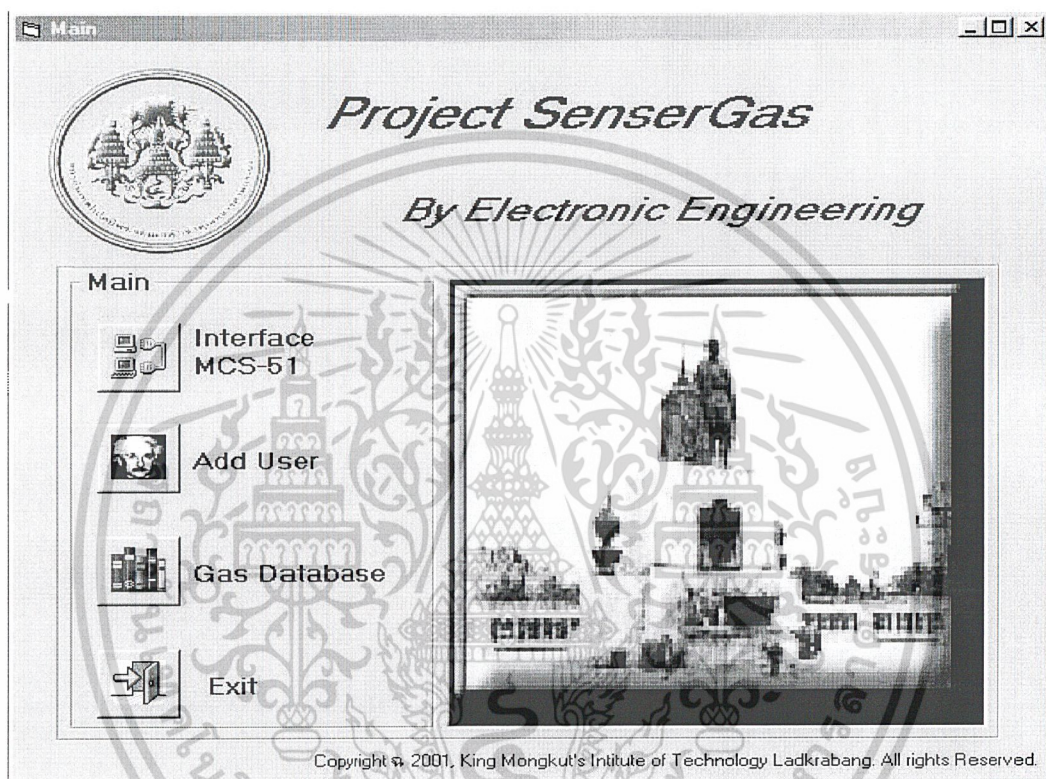 Main
Project SenserGas
By Electronic Engineering
Main
Interface
MCS-51
Add User
Gas Database
Exit
Copyright ฉ 2001, King Mongkut's Intitute of Technology Ladkrabang. All rights Reserved.